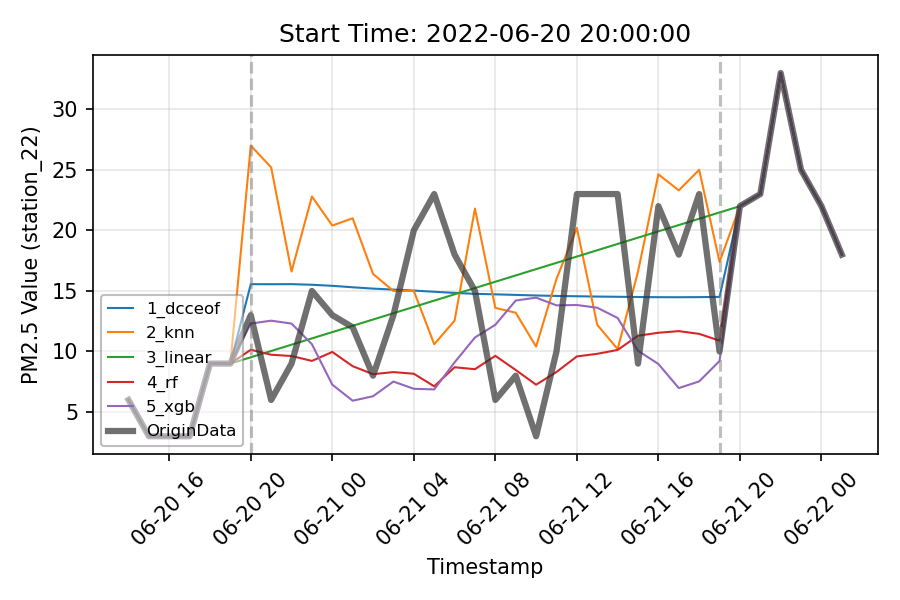 Start Time: 2022-06-20 20:00:00
PM2.5 Value (station_22)
30
25
20
15
10
5
1_dcceof
2_knn
3_linear
4_rf
5_xgb
OriginData
06-20 16
06-20 20
06-21 00
06-21 04
06-21 08
06-21 12
06-21 16
06-21 20
06-22 00
Timestamp